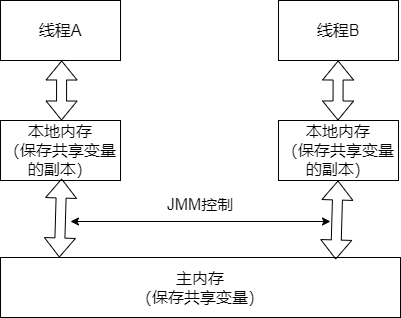 线程A
线程B
本地内存
（保存共享变量
的副本）
本地内存
（保存共享变量
的副本）
JMM控制
主内存
（保存共享变量）